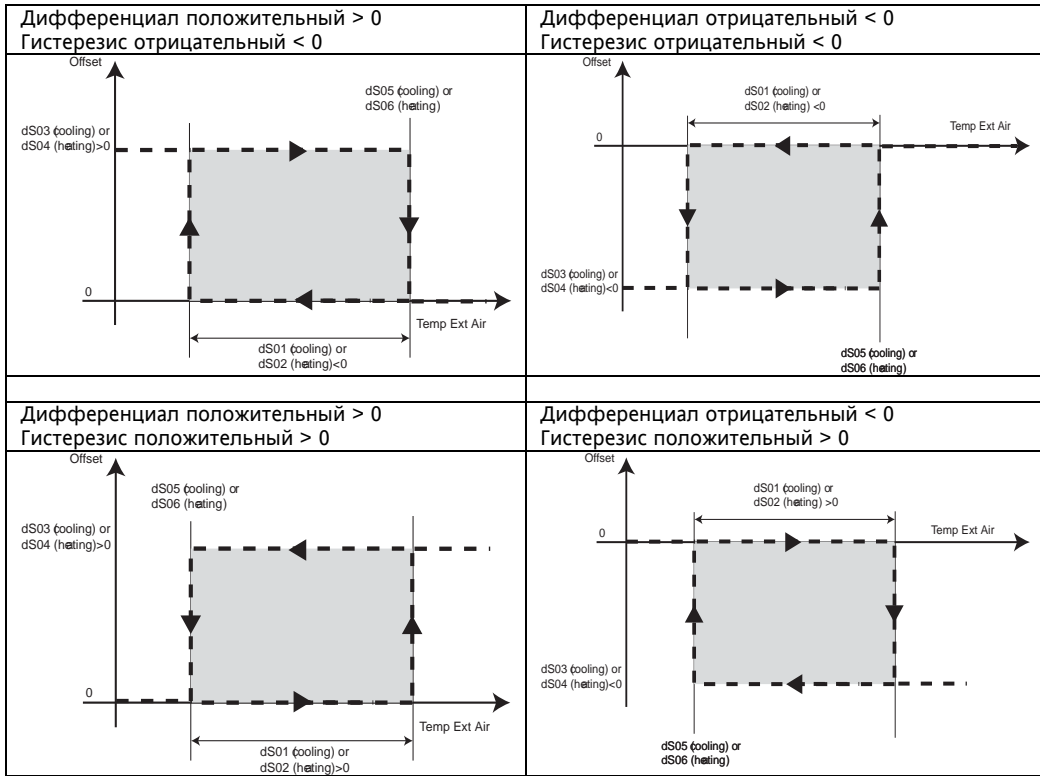 Дифференциал положительный > 0
Гистерезис отрицательный < 0
Offset
dS05 (cooling) or
dS06 (heating)
dS03 (cooling) or
dS04 (heating)>0
0
Temp Ext Air
dS01 (cooling) or
dS02 (heating)<0
Дифференциал отрицательный < 0
Гистерезис отрицательный < 0
Offset
dS01 (cooling) or
dS02 (heating) <0
Temp Ext Air
0
dS03 (cooling) or
dS04 (heating)<0
dS05 (cooling) or
dS06 (heating)
Дифференциал положительный > 0
Гистерезис положительный > 0
Offset
dS05 (cooling) or
dS06 (heating)
dS03 (cooling) or
dS04 (heating)>0
0
Temp Ext Air
dS01 (cooling) or
dS02 (heating)>0
Дифференциал отрицательный < 0
Гистерезис положительный > 0
Offset
dS01 (cooling) or
dS02 (heating) >0
Temp Ext Air
0
dS03 (cooling) or
dS04 (heating)<0
dS05 (cooling) or
dS06 (heating)